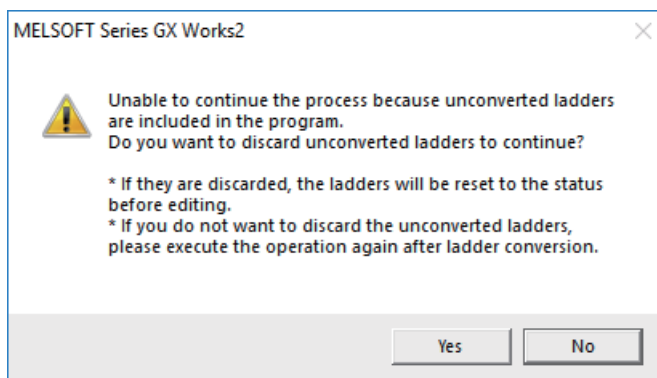 MELSOFT Series GX Works2
Unable to continue the process because unconverted ladders
are included in the program.
Do you want to discard unconverted ladders to continue?
* If they are discarded, the ladders will be reset to the status
before editing.
* If you do not want to discard the unconverted ladders,
please execute the operation again after ladder conversion.
Yes
No